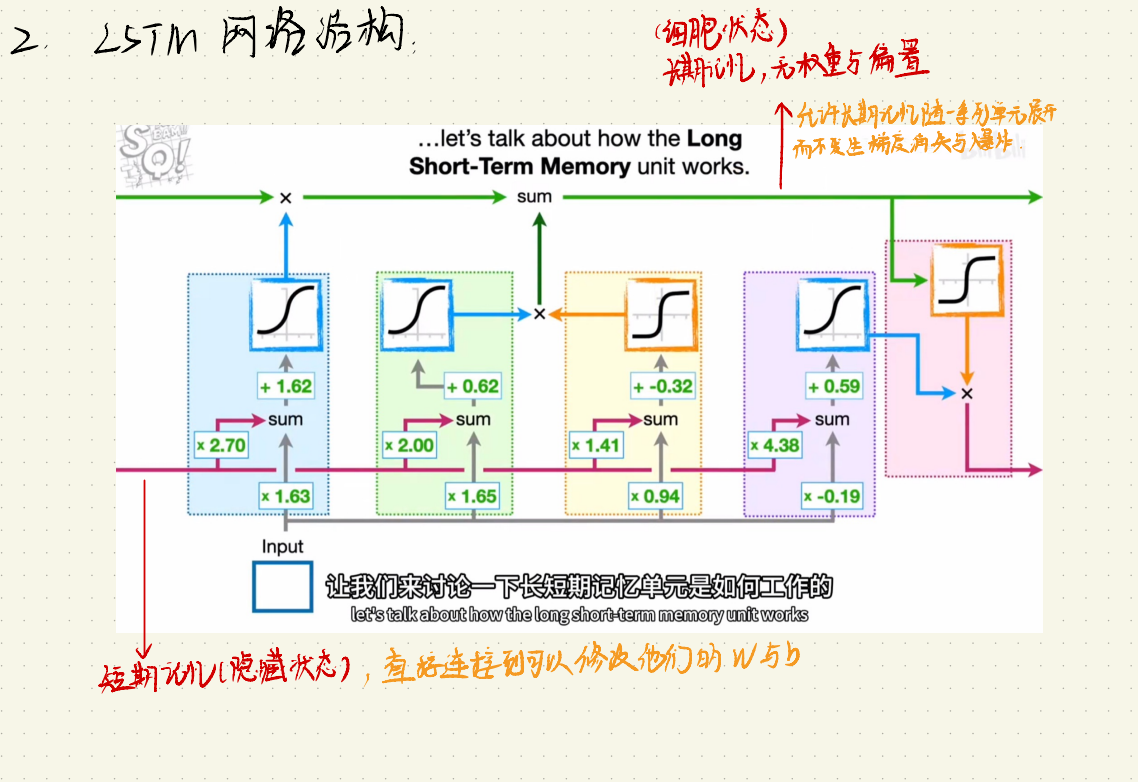 2. LSTM 网络结构.
(细胞状态)
长期记忆,无权重与偏置
允许长期记忆随一系列单元展开
而不发生梯度消失与爆炸.
...let's talk about how the Long
Short-Term Memory unit works.
× sum
×
+ 1.62 + 0.62 + -0.32 + 0.59
×
sum sum sum sum
x 2.70 x 2.00 x 1.41 x 4.38
x 1.63 x 1.65 x 0.94 x -0.19
Input
让我们来讨论一下长短期记忆单元是如何工作的
let's talk about how the long short-term memory unit works
短期记忆(隐藏状态),直接连接到可以修改他们的W与b